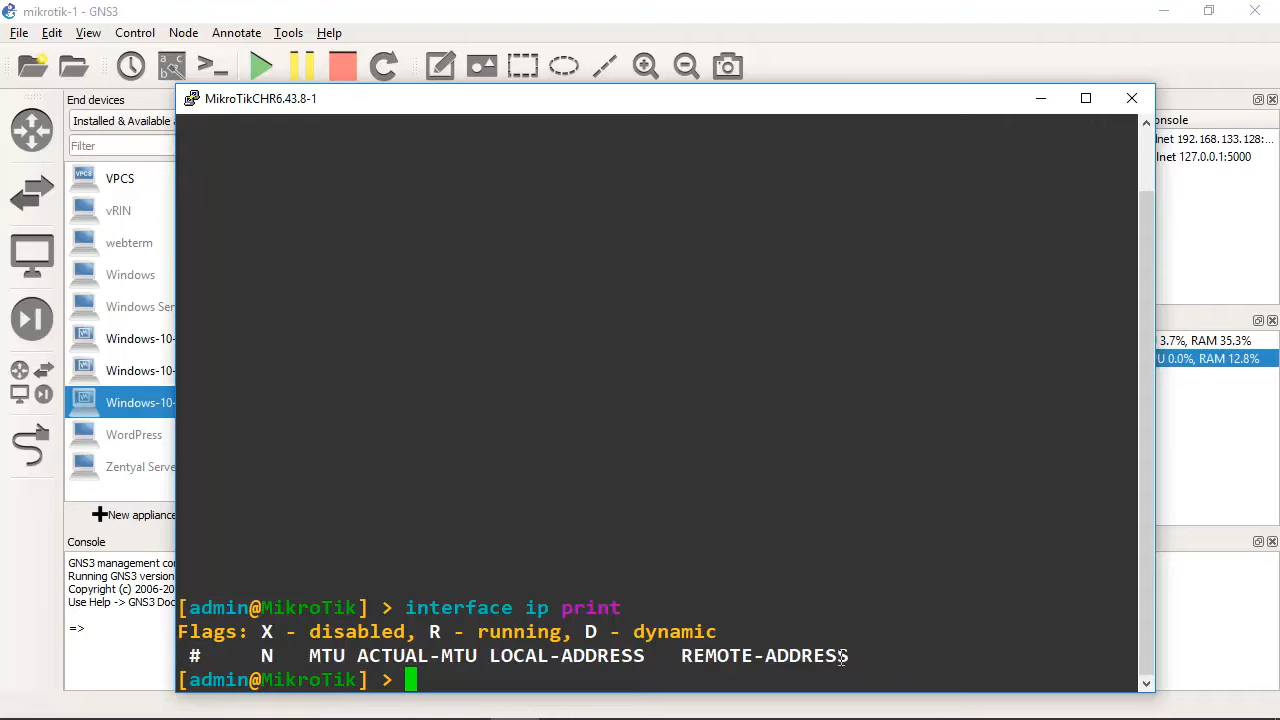 mikrotik-1 - GNS3
File Edit View Control Node Annotate Tools Help
End devices
Installed & Available
Filter
VPCS
vRIN
webterm
Windows
Windows Ser
Windows-10-
Windows-10-
Windows-10-
WordPress
Zentyal Serve
New appliance
Console
GNS3 management con
Running GNS3 version
Copyright (c) 2006-20
Use Help -> GNS3 Doc
=>
MikroTikCHR6.43.8-1
[admin@MikroTik] > interface ip print
Flags: X - disabled, R - running, D - dynamic
# N MTU ACTUAL-MTU LOCAL-ADDRESS REMOTE-ADDRESS
[admin@MikroTik] >
onsole
lnet 192.168.133.128:...
lnet 127.0.0.1:5000
3.7%, RAM 35.3%
U 0.0%, RAM 12.8%